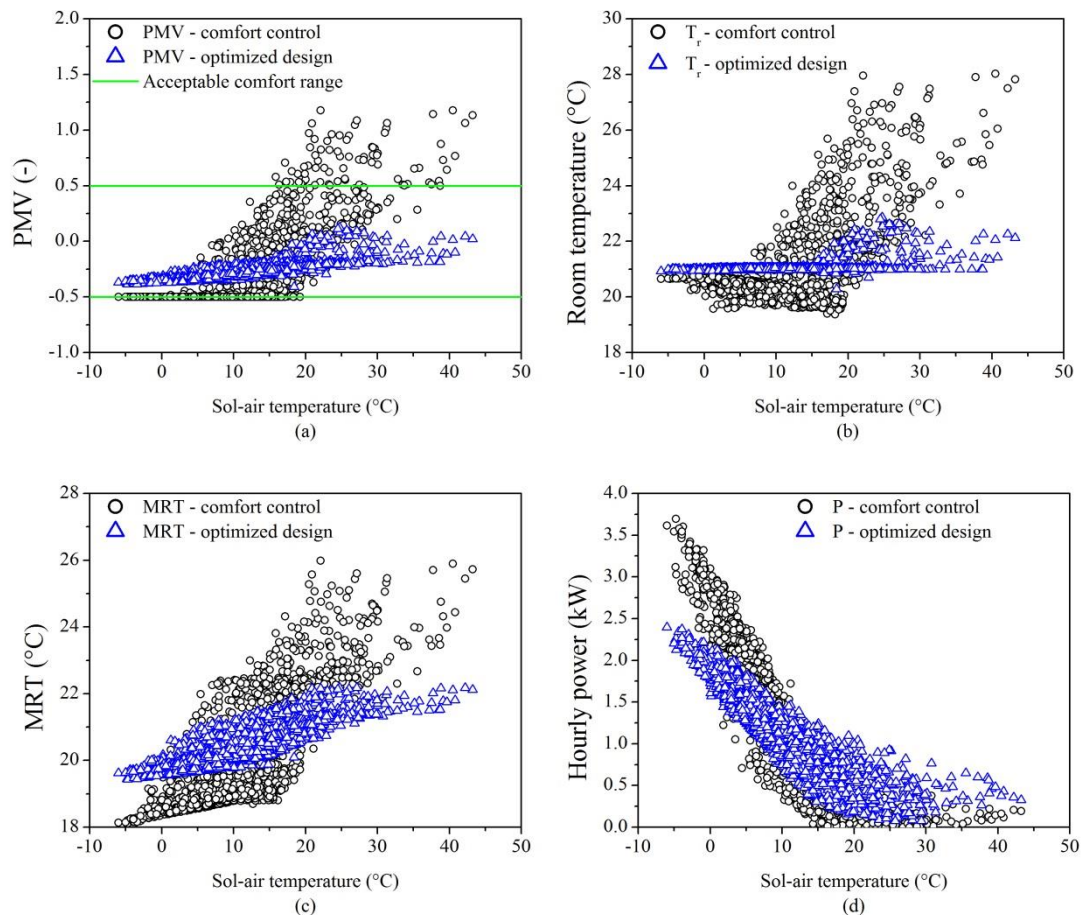 2.0
1.5
1.0
0.5
0.0
-0.5
-1.0
PMV (-)
PMV - comfort control
PMV - optimized design
Acceptable comfort range
-10 0 10 20 30 40 50
Sol-air temperature (°C)
(a)
30
28
26
24
22
20
18
Room temperature (°C)
Tr - comfort control
Tr - optimized design
-10 0 10 20 30 40 50
Sol-air temperature (°C)
(b)
28
26
24
22
20
18
MRT (°C)
MRT - comfort control
MRT - optimized design
-10 0 10 20 30 40 50
Sol-air temperature (°C)
(c)
4.0
3.5
3.0
2.5
2.0
1.5
1.0
0.5
0.0
Hourly power (kW)
P - comfort control
P - optimized design
-10 0 10 20 30 40 50
Sol-air temperature (°C)
(d)